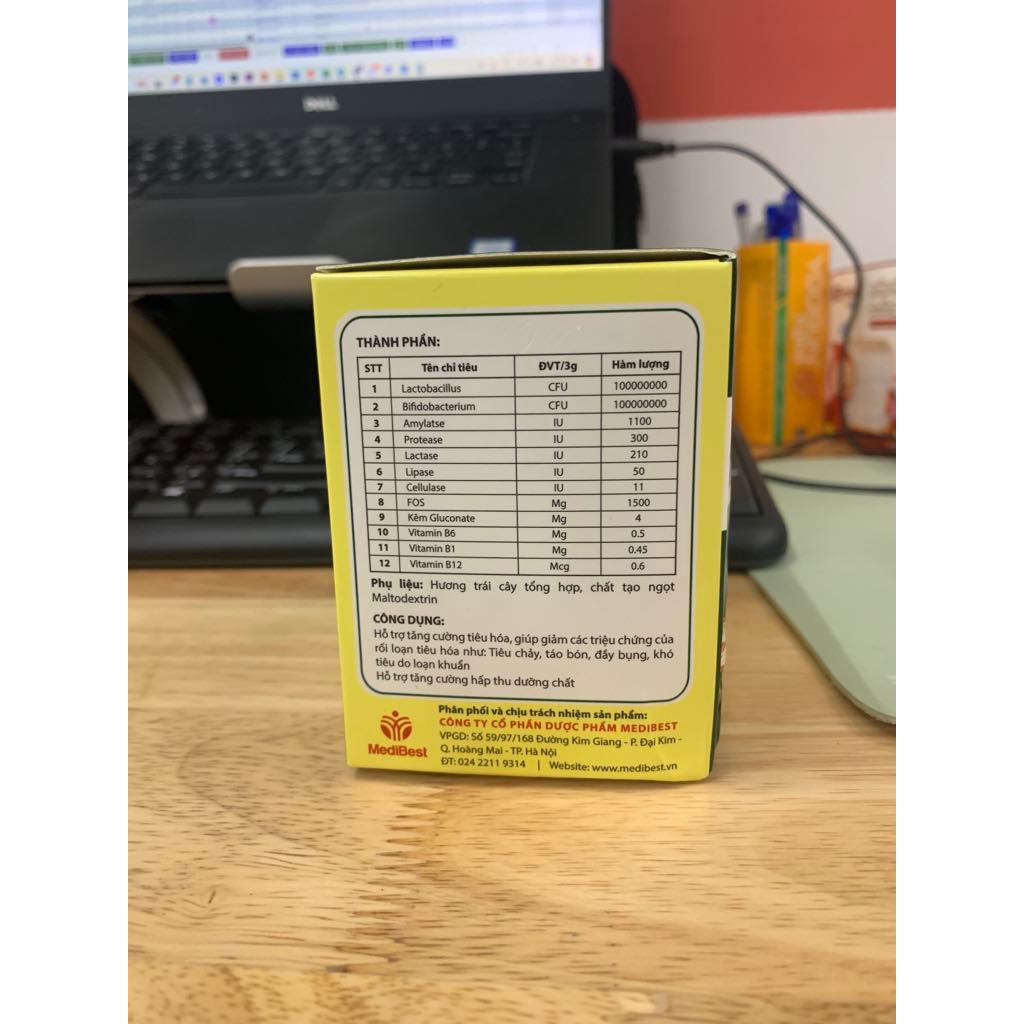 DELL
THÀNH PHẦN:
STT Tên chỉ tiêu ĐVT/3g Hàm lượng
1 Lactobacillus CFU 100000000
2 Bifidobacterium CFU 100000000
3 Amylatse IU 1100
4 Protease IU 300
5 Lactase IU 210
6 Lipase IU 50
7 Cellulase IU 11
8 FOS Mg 1500
9 Kẽm Gluconate Mg 4
10 Vitamin B6 Mg 0.5
11 Vitamin B1 Mg 0.45
12 Vitamin B12 Mcg 0.6
Phụ liệu: Hương trái cây tổng hợp, chất tạo ngọt
Maltodextrin
CÔNG DỤNG:
Hỗ trợ tăng cường tiêu hóa, giúp giảm các triệu chứng của
rối loạn tiêu hóa như: Tiêu chảy, táo bón, đầy bụng, khó
tiêu do loạn khuẩn
Hỗ trợ tăng cường hấp thu dưỡng chất
Phân phối và chịu trách nhiệm sản phẩm:
CÔNG TY CỔ PHẦN DƯỢC PHẨM MEDIBEST
VPGD: Số 59/97/168 Đường Kim Giang - P. Đại Kim -
Q. Hoàng Mai - TP. Hà Nội
ĐT: 024 2211 9314 | Website: www.medibest.vn
MediBest